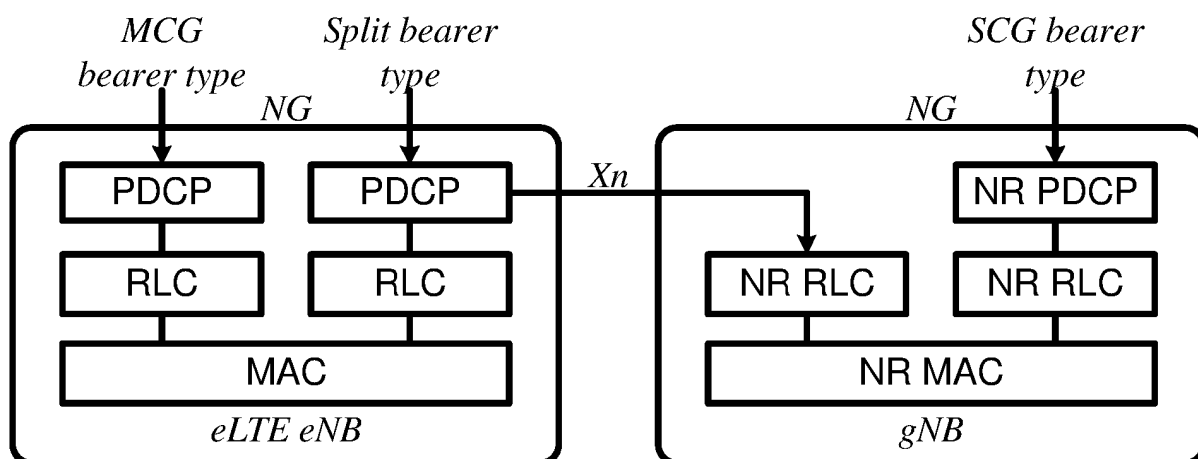 MCG
bearer type
Split bearer
type
SCG bearer
type
NG
NG
PDCP
PDCP
Xn
NR PDCP
RLC
RLC
NR RLC
NR RLC
MAC
NR MAC
eLTE eNB
gNB